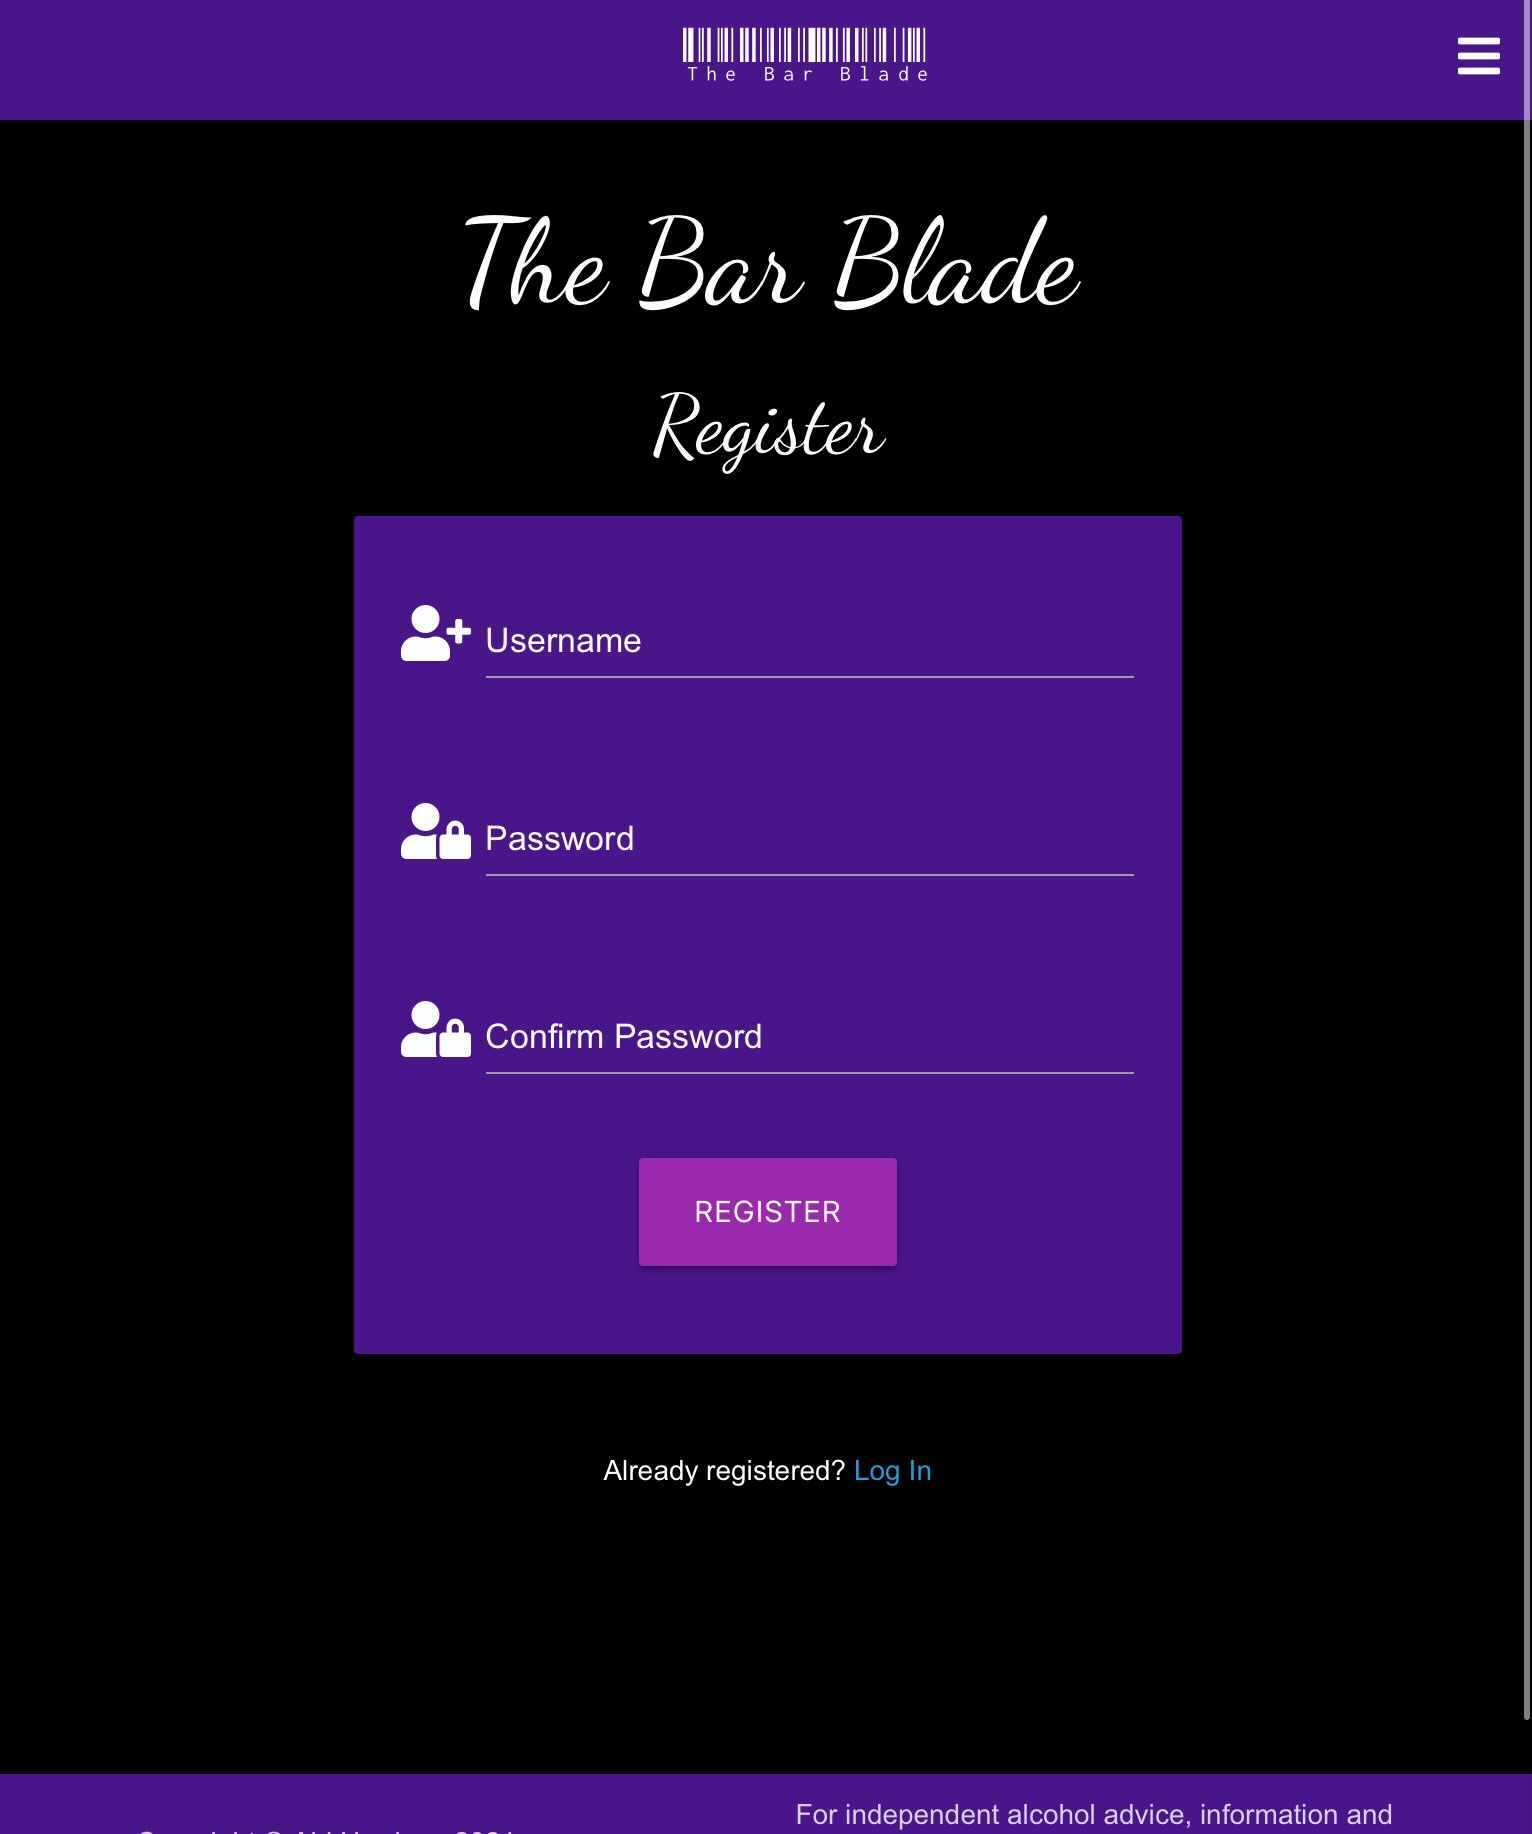 The Bar Blade
The Bar Blade
Register
Username
Password
Confirm Password
REGISTER
Already registered? Log In
For independent alcohol advice, information and